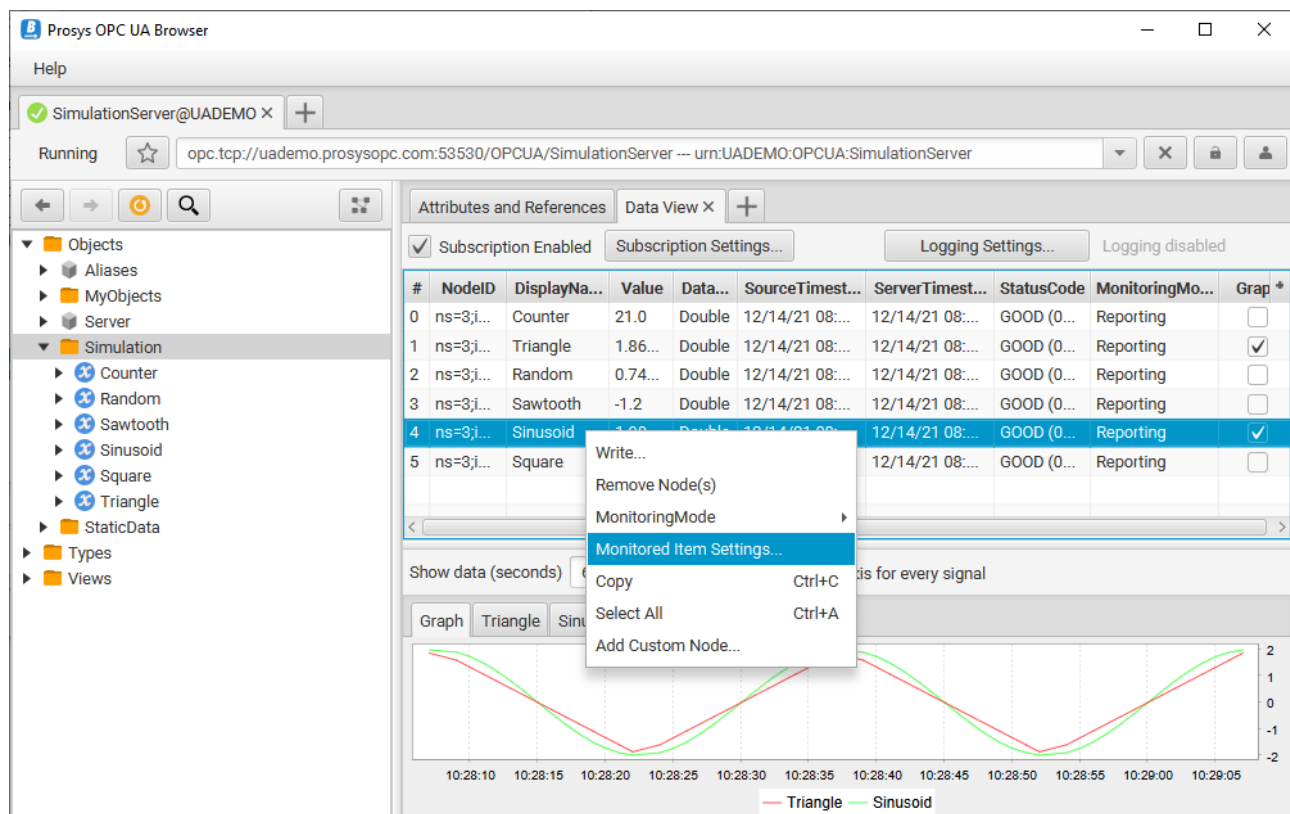 Prosys OPC UA Browser
Help
SimulationServer@UADEMO
Running opc.tcp://uademo.prosysopc.com:53530/OPCUA/SimulationServer --- urn:UADEMO:OPCUA:SimulationServer
Objects
Aliases
MyObjects
Server
Simulation
Counter
Random
Sawtooth
Sinusoid
Square
Triangle
StaticData
Types
Views
Attributes and References Data View
Subscription Enabled Subscription Settings... Logging Settings... Logging disabled
# NodeID DisplayNa... Value Data... SourceTimest... ServerTimest... StatusCode MonitoringMo... Grap
0 ns=3;i... Counter 21.0 Double 12/14/21 08:... 12/14/21 08:... GOOD (0... Reporting
1 ns=3;i... Triangle 1.86... Double 12/14/21 08:... 12/14/21 08:... GOOD (0... Reporting
2 ns=3;i... Random 0.74... Double 12/14/21 08:... 12/14/21 08:... GOOD (0... Reporting
3 ns=3;i... Sawtooth -1.2 Double 12/14/21 08:... 12/14/21 08:... GOOD (0... Reporting
4 ns=3;i... Sinusoid 12/14/21 08:... GOOD (0... Reporting
5 ns=3;i... Square 12/14/21 08:... GOOD (0... Reporting
Write...
Remove Node(s)
MonitoringMode
Monitored Item Settings...
Copy Ctrl+C
Select All Ctrl+A
Add Custom Node...
Show data (seconds) for every signal
Graph Triangle
2
1
0
-1
-2
10:28:10 10:28:15 10:28:20 10:28:25 10:28:30 10:28:35 10:28:40 10:28:45 10:28:50 10:28:55 10:29:00 10:29:05
Triangle Sinusoid